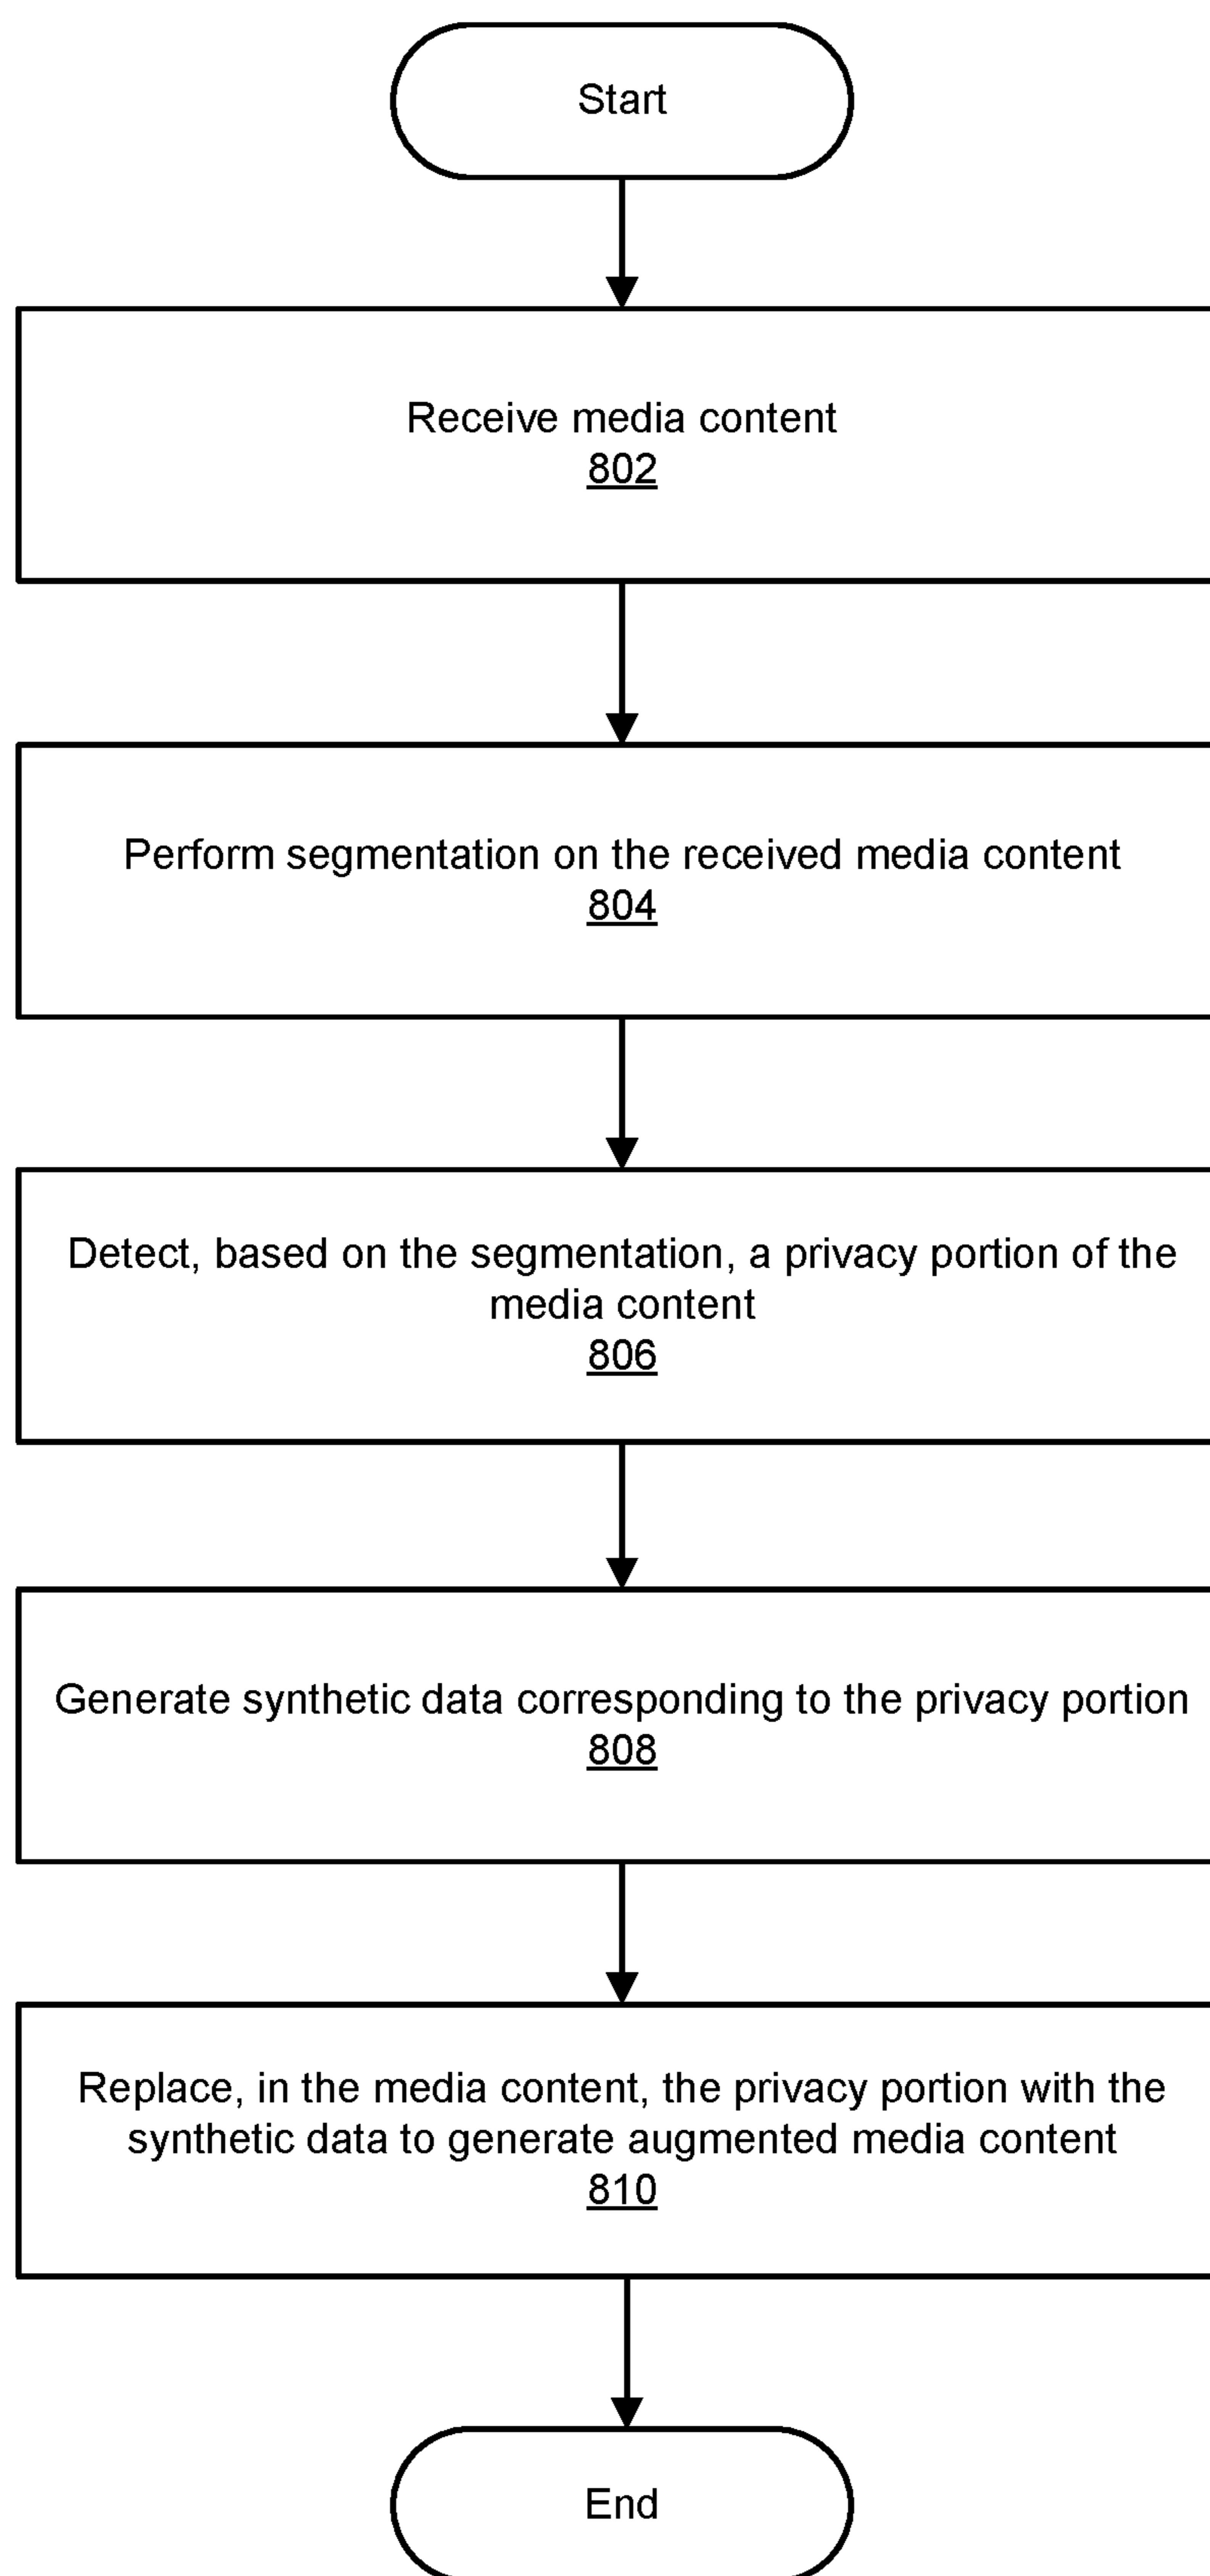 Start
Receive media content
802
Perform segmentation on the received media content
804
Detect, based on the segmentation, a privacy portion of the
media content
806
Generate synthetic data corresponding to the privacy portion
808
Replace, in the media content, the privacy portion with the
synthetic data to generate augmented media content
810
End